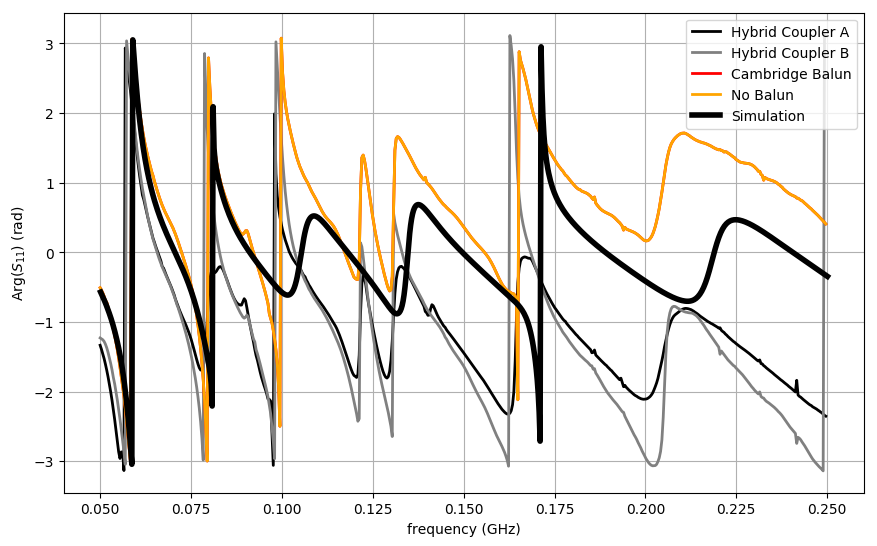 Hybrid Coupler A
Hybrid Coupler B
Cambridge Balun
No Balun
Simulation
Arg(S₁₁) (rad)
3
2
1
0
−1
−2
−3
0.050 0.075 0.100 0.125 0.150 0.175 0.200 0.225 0.250
frequency (GHz)